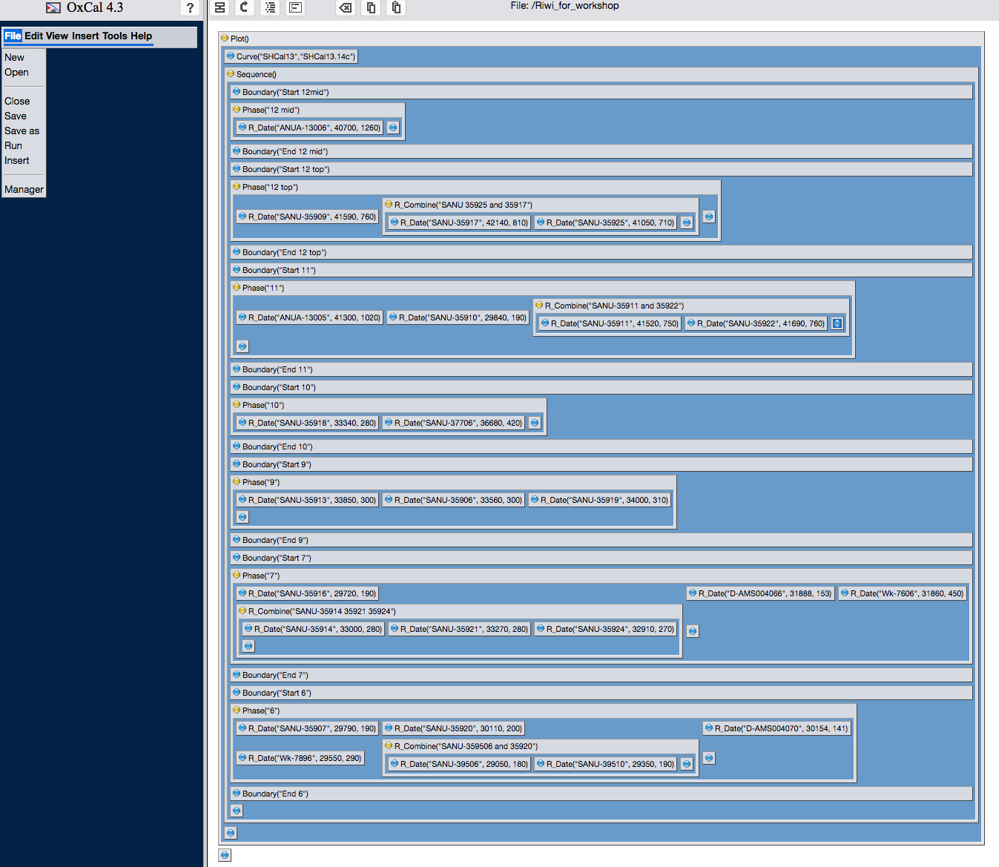 OxCal 4.3
?
File: /Riwi_for_workshop
File Edit View Insert Tools Help
New
Open
Close
Save
Save as
Run
Insert
Manager
Plot()
Curve("SHCal13","SHCal13.14c")
Sequence()
Boundary("Start 12mid")
Phase("12 mid")
R_Date("ANUA-13006", 40700, 1260)
Boundary("End 12 mid")
Boundary("Start 12 top")
Phase("12 top")
R_Combine("SANU 35925 and 35917")
R_Date("SANU-35909", 41590, 760)
R_Date("SANU-35917", 42140, 810) R_Date("SANU-35925", 41050, 710)
Boundary("End 12 top")
Boundary("Start 11")
Phase("11")
R_Combine("SANU-35911 and 35922")
R_Date("ANUA-13005", 41300, 1020) R_Date("SANU-35910", 29840, 190)
R_Date("SANU-35911", 41520, 750) R_Date("SANU-35922", 41690, 760)
Boundary("End 11")
Boundary("Start 10")
Phase("10")
R_Date("SANU-35918", 33340, 280) R_Date("SANU-37706", 36680, 420)
Boundary("End 10")
Boundary("Start 9")
Phase("9")
R_Date("SANU-35913", 33850, 300) R_Date("SANU-35906", 33560, 300) R_Date("SANU-35919", 34000, 310)
Boundary("End 9")
Boundary("Start 7")
Phase("7")
R_Date("SANU-35916", 29720, 190) R_Date("D-AMS004066", 31888, 153) R_Date("Wk-7606", 31860, 450)
R_Combine("SANU-35914 35921 35924")
R_Date("SANU-35914", 33000, 280) R_Date("SANU-35921", 33270, 280) R_Date("SANU-35924", 32910, 270)
Boundary("End 7")
Boundary("Start 6")
Phase("6")
R_Date("SANU-35907", 29790, 190) R_Date("SANU-35920", 30110, 200) R_Date("D-AMS004070", 30154, 141)
R_Combine("SANU-359506 and 35920")
R_Date("Wk-7896", 29550, 290)
R_Date("SANU-39506", 29050, 180) R_Date("SANU-39510", 29350, 190)
Boundary("End 6")